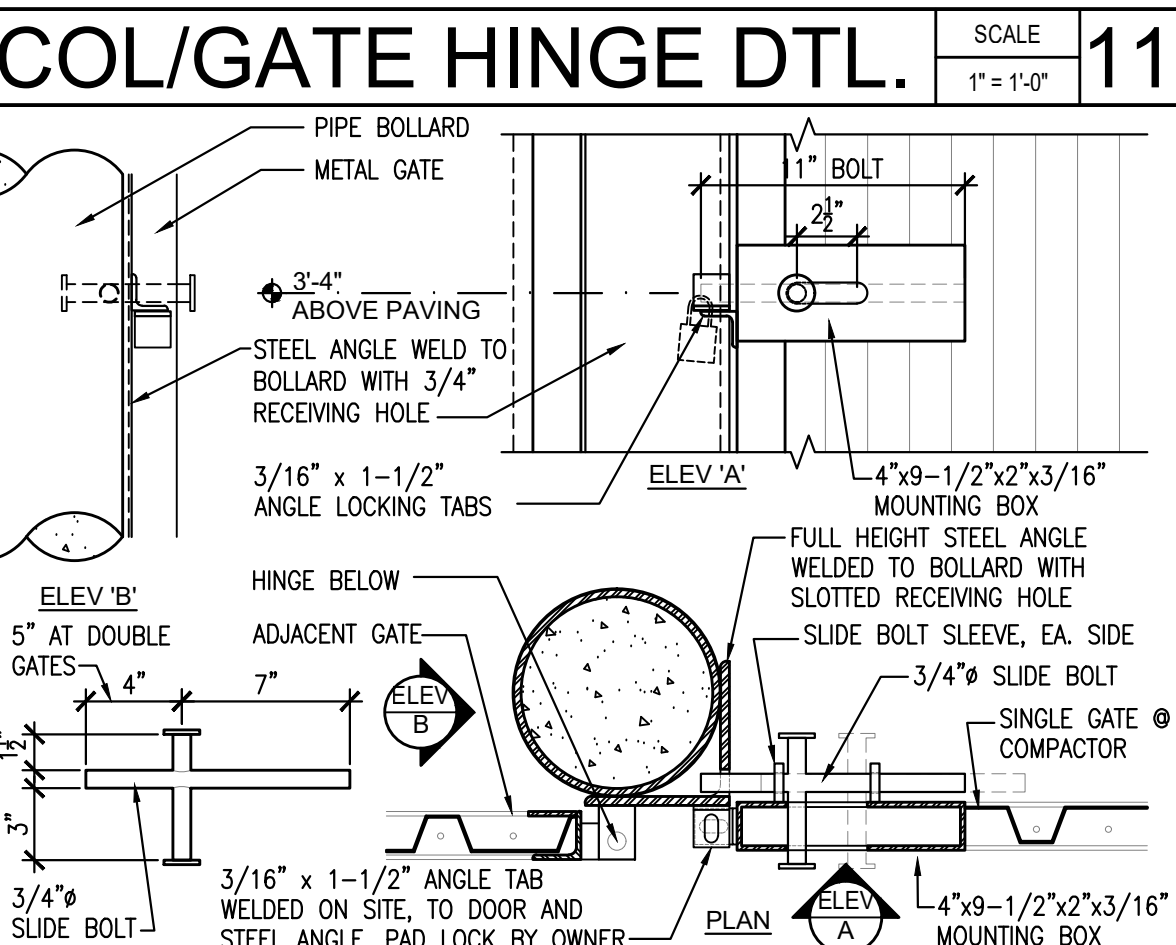 COL/GATE HINGE DTL.
SCALE
1" = 1'-0"
11
PIPE BOLLARD
METAL GATE
11" BOLT
2½"
3'-4"
ABOVE PAVING
STEEL ANGLE WELD TO
BOLLARD WITH 3/4"
RECEIVING HOLE
3/16" x 1-1/2"
ANGLE LOCKING TABS
ELEV 'A'
4"x9-1/2"x2"x3/16"
MOUNTING BOX
FULL HEIGHT STEEL ANGLE
WELDED TO BOLLARD WITH
SLOTTED RECEIVING HOLE
ELEV 'B'
HINGE BELOW
ADJACENT GATE
SLIDE BOLT SLEEVE, EA. SIDE
3/4"ø SLIDE BOLT
SINGLE GATE @
COMPACTOR
5" AT DOUBLE
GATES
4"
7"
ELEV
B
1½"
3"
3/4"ø
SLIDE BOLT
3/16" x 1-1/2" ANGLE TAB
WELDED ON SITE, TO DOOR AND
STEEL ANGLE. PAD LOCK BY OWNER
PLAN
ELEV
A
4"x9-1/2"x2"x3/16"
MOUNTING BOX